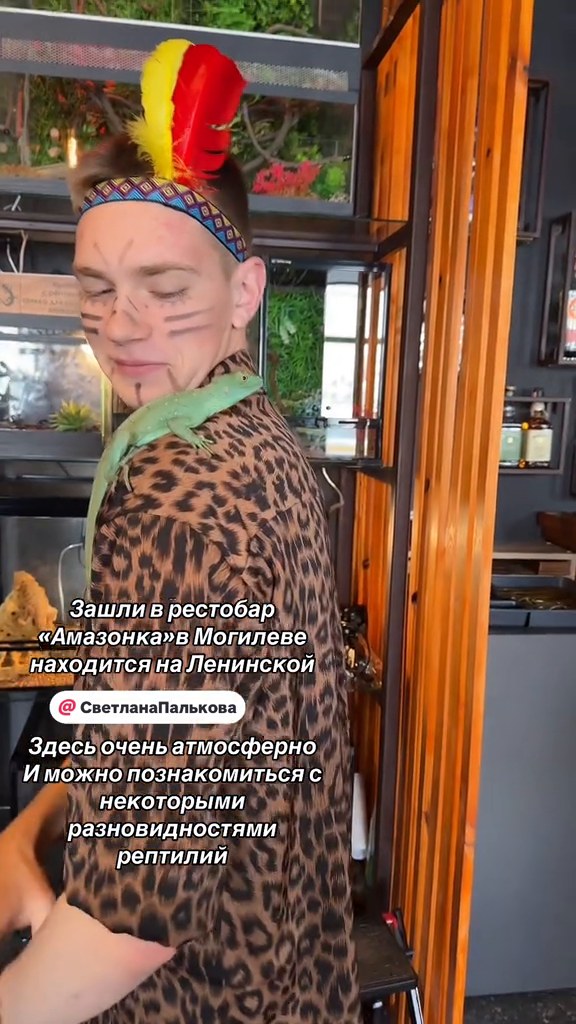 Зашли в рестобар
«Амазонка»в Могилеве
находится на Ленинской
@ СветланаПалькова
Здесь очень атмосферно
И можно познакомиться с
некоторыми
разновидностями
рептилий